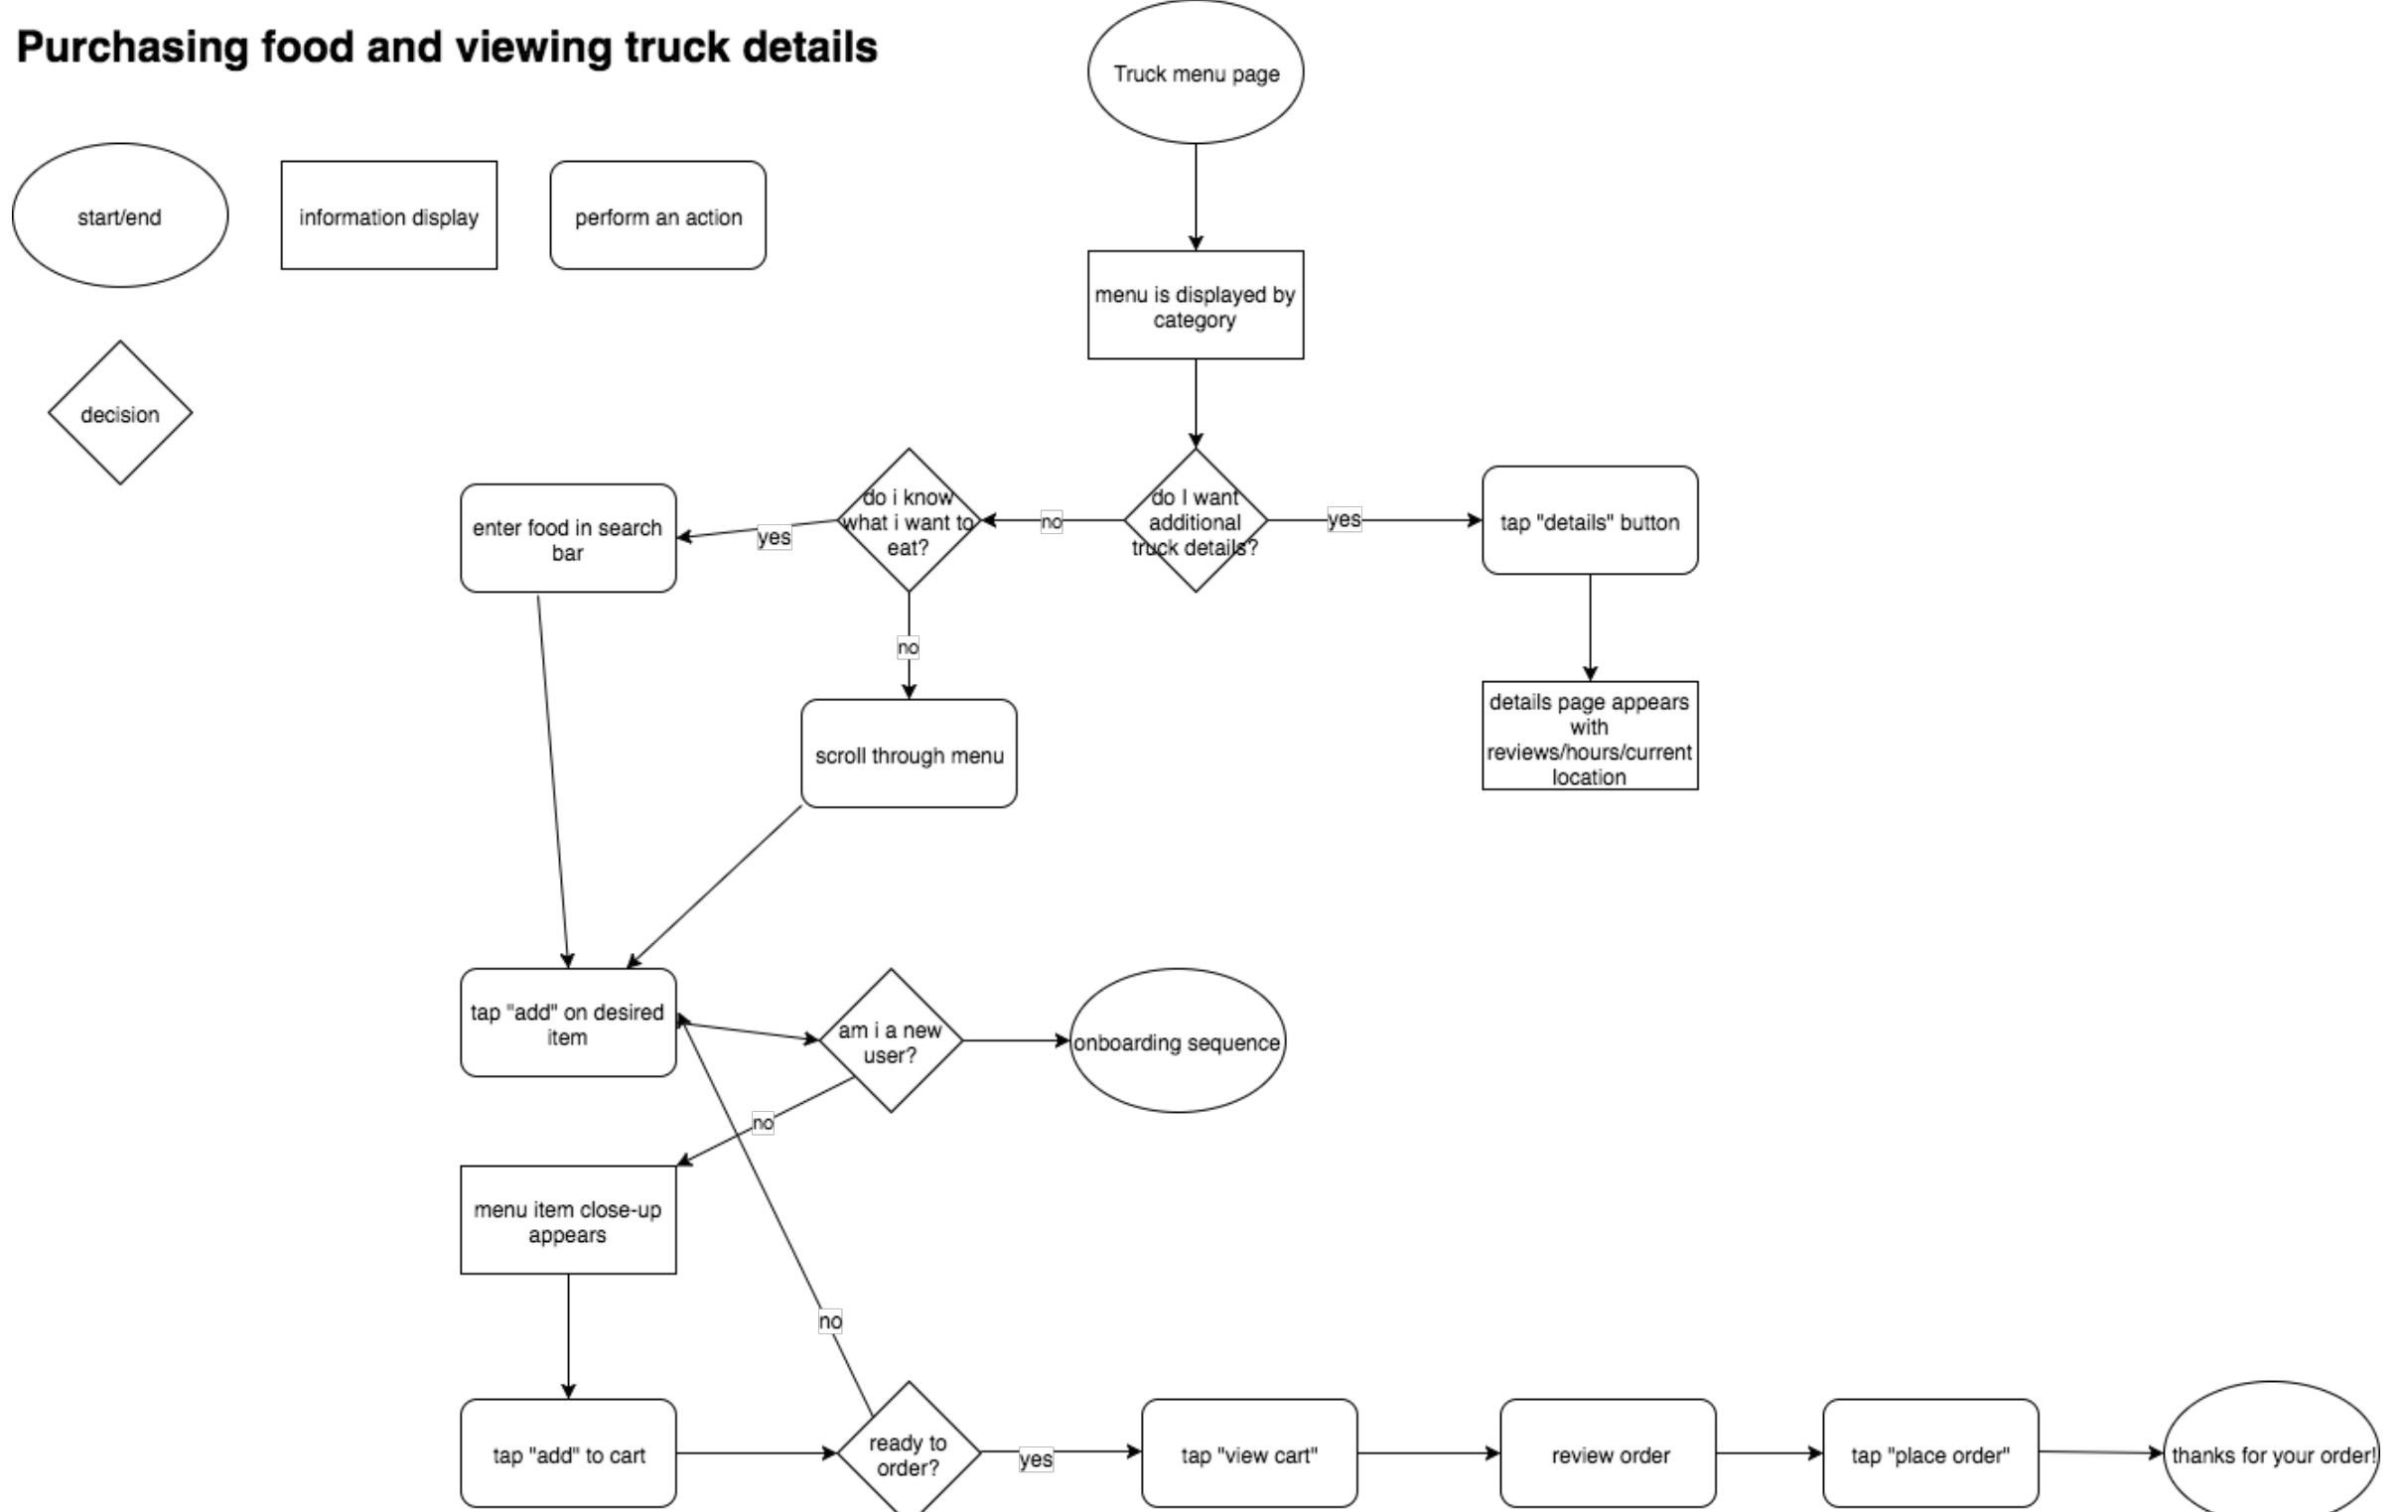 Purchasing food and viewing truck details
Truck menu page
start/end
information display
perform an action
menu is displayed by
category
decision
do i know
what i want to
eat?
do I want
additional
truck details?
enter food in search
bar
yes
no
yes
tap "details" button
no
scroll through menu
details page appears
with
reviews/hours/current
location
tap "add" on desired
item
am i a new
user?
onboarding sequence
no
menu item close-up
appears
no
tap "add" to cart
ready to
order?
yes
tap "view cart"
review order
tap "place order"
thanks for your order!